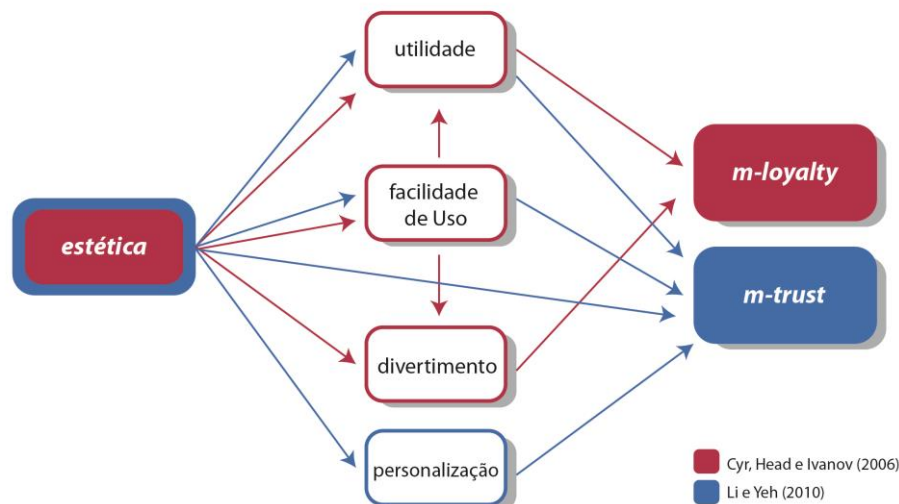 utilidade
facilidade
de Uso
estética
m-loyalty
m-trust
divertimento
personalização
Cyr, Head e Ivanov (2006)
Li e Yeh (2010)